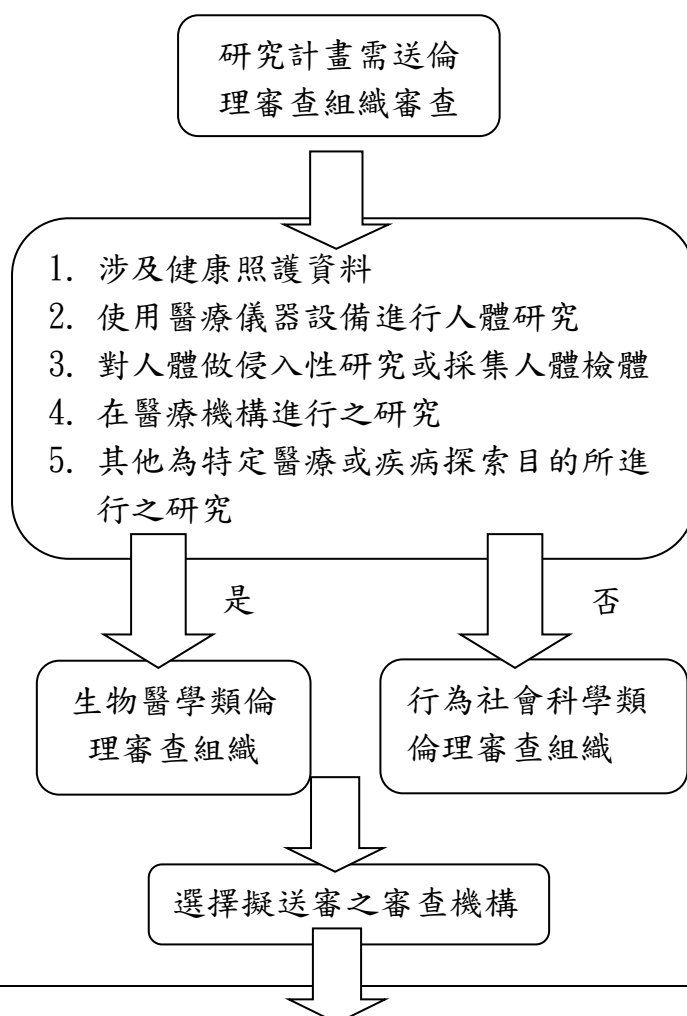 研究計畫需送倫
理審查組織審查
1. 涉及健康照護資料
2. 使用醫療儀器設備進行人體研究
3. 對人體做侵入性研究或採集人體檢體
4. 在醫療機構進行之研究
5. 其他為特定醫療或疾病探索目的所進
行之研究
是
否
生物醫學類倫
理審查組織
行為社會科學類
倫理審查組織
選擇擬送審之審查機構